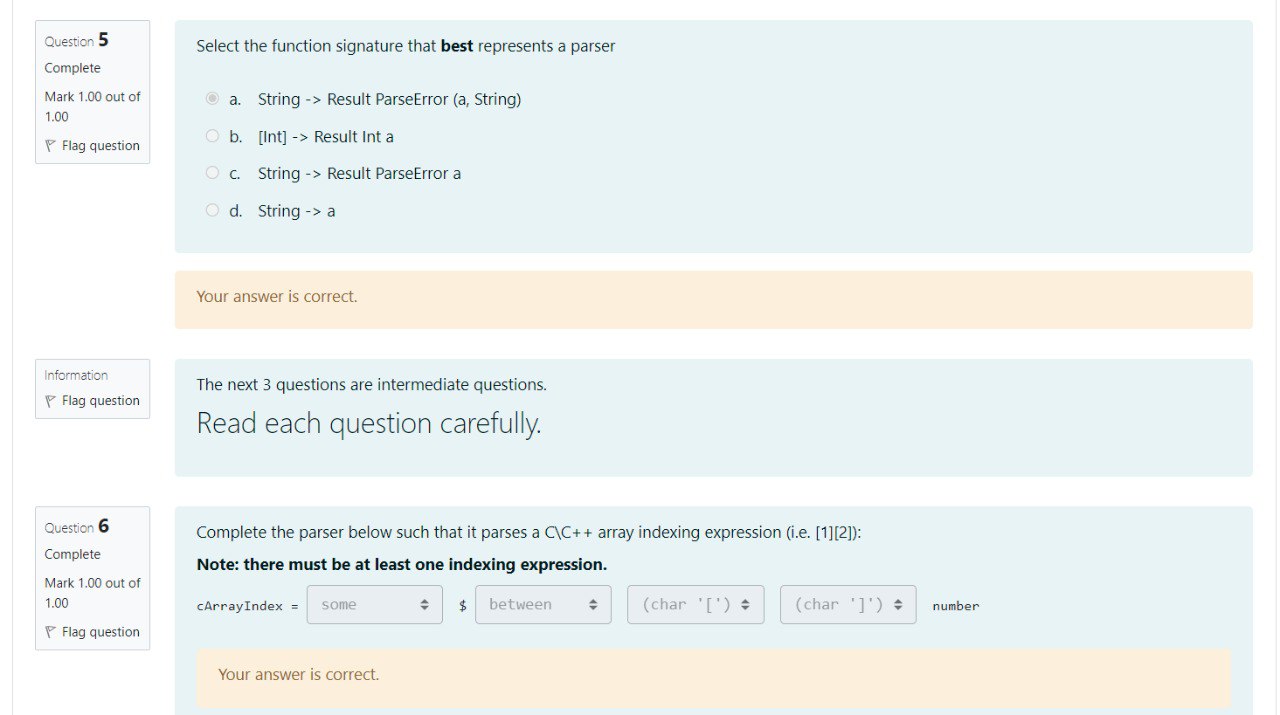 Question 5
Complete
Mark 1.00 out of
1.00
Flag question
Select the function signature that best represents a parser
a. String -> Result ParseError (a, String)
b. [Int] -> Result Int a
c. String -> Result ParseError a
d. String -> a
Your answer is correct.
Information
Flag question
The next 3 questions are intermediate questions.
Read each question carefully.
Question 6
Complete
Mark 1.00 out of
1.00
Flag question
Complete the parser below such that it parses a C\C++ array indexing expression (i.e. [1][2]):
Note: there must be at least one indexing expression.
cArrayIndex = some $ between (char '[') (char ']') number
Your answer is correct.